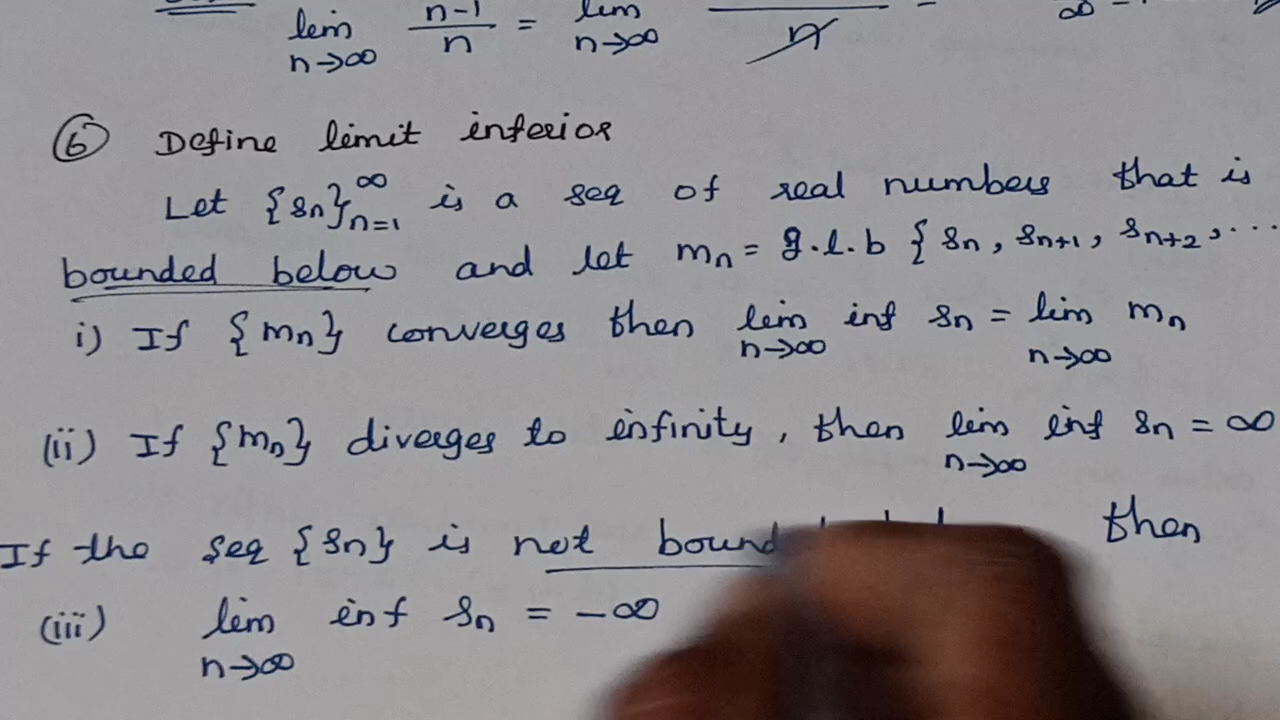 lim n→∞ n-1/n = lim n→∞ /n = ∞
⑥ Define limit inferior
Let {sn}∞n=1 is a seq of real numbers that is
bounded below and let mn = g.l.b {sn, sn+1, sn+2, ...
i) If {mn} converges then lim n→∞ inf sn = lim n→∞ mn
(ii) If {mn} diverges to infinity, then lim n→∞ inf sn = ∞
If the seq {sn} is not bound then
(iii) lim n→∞ inf sn = -∞